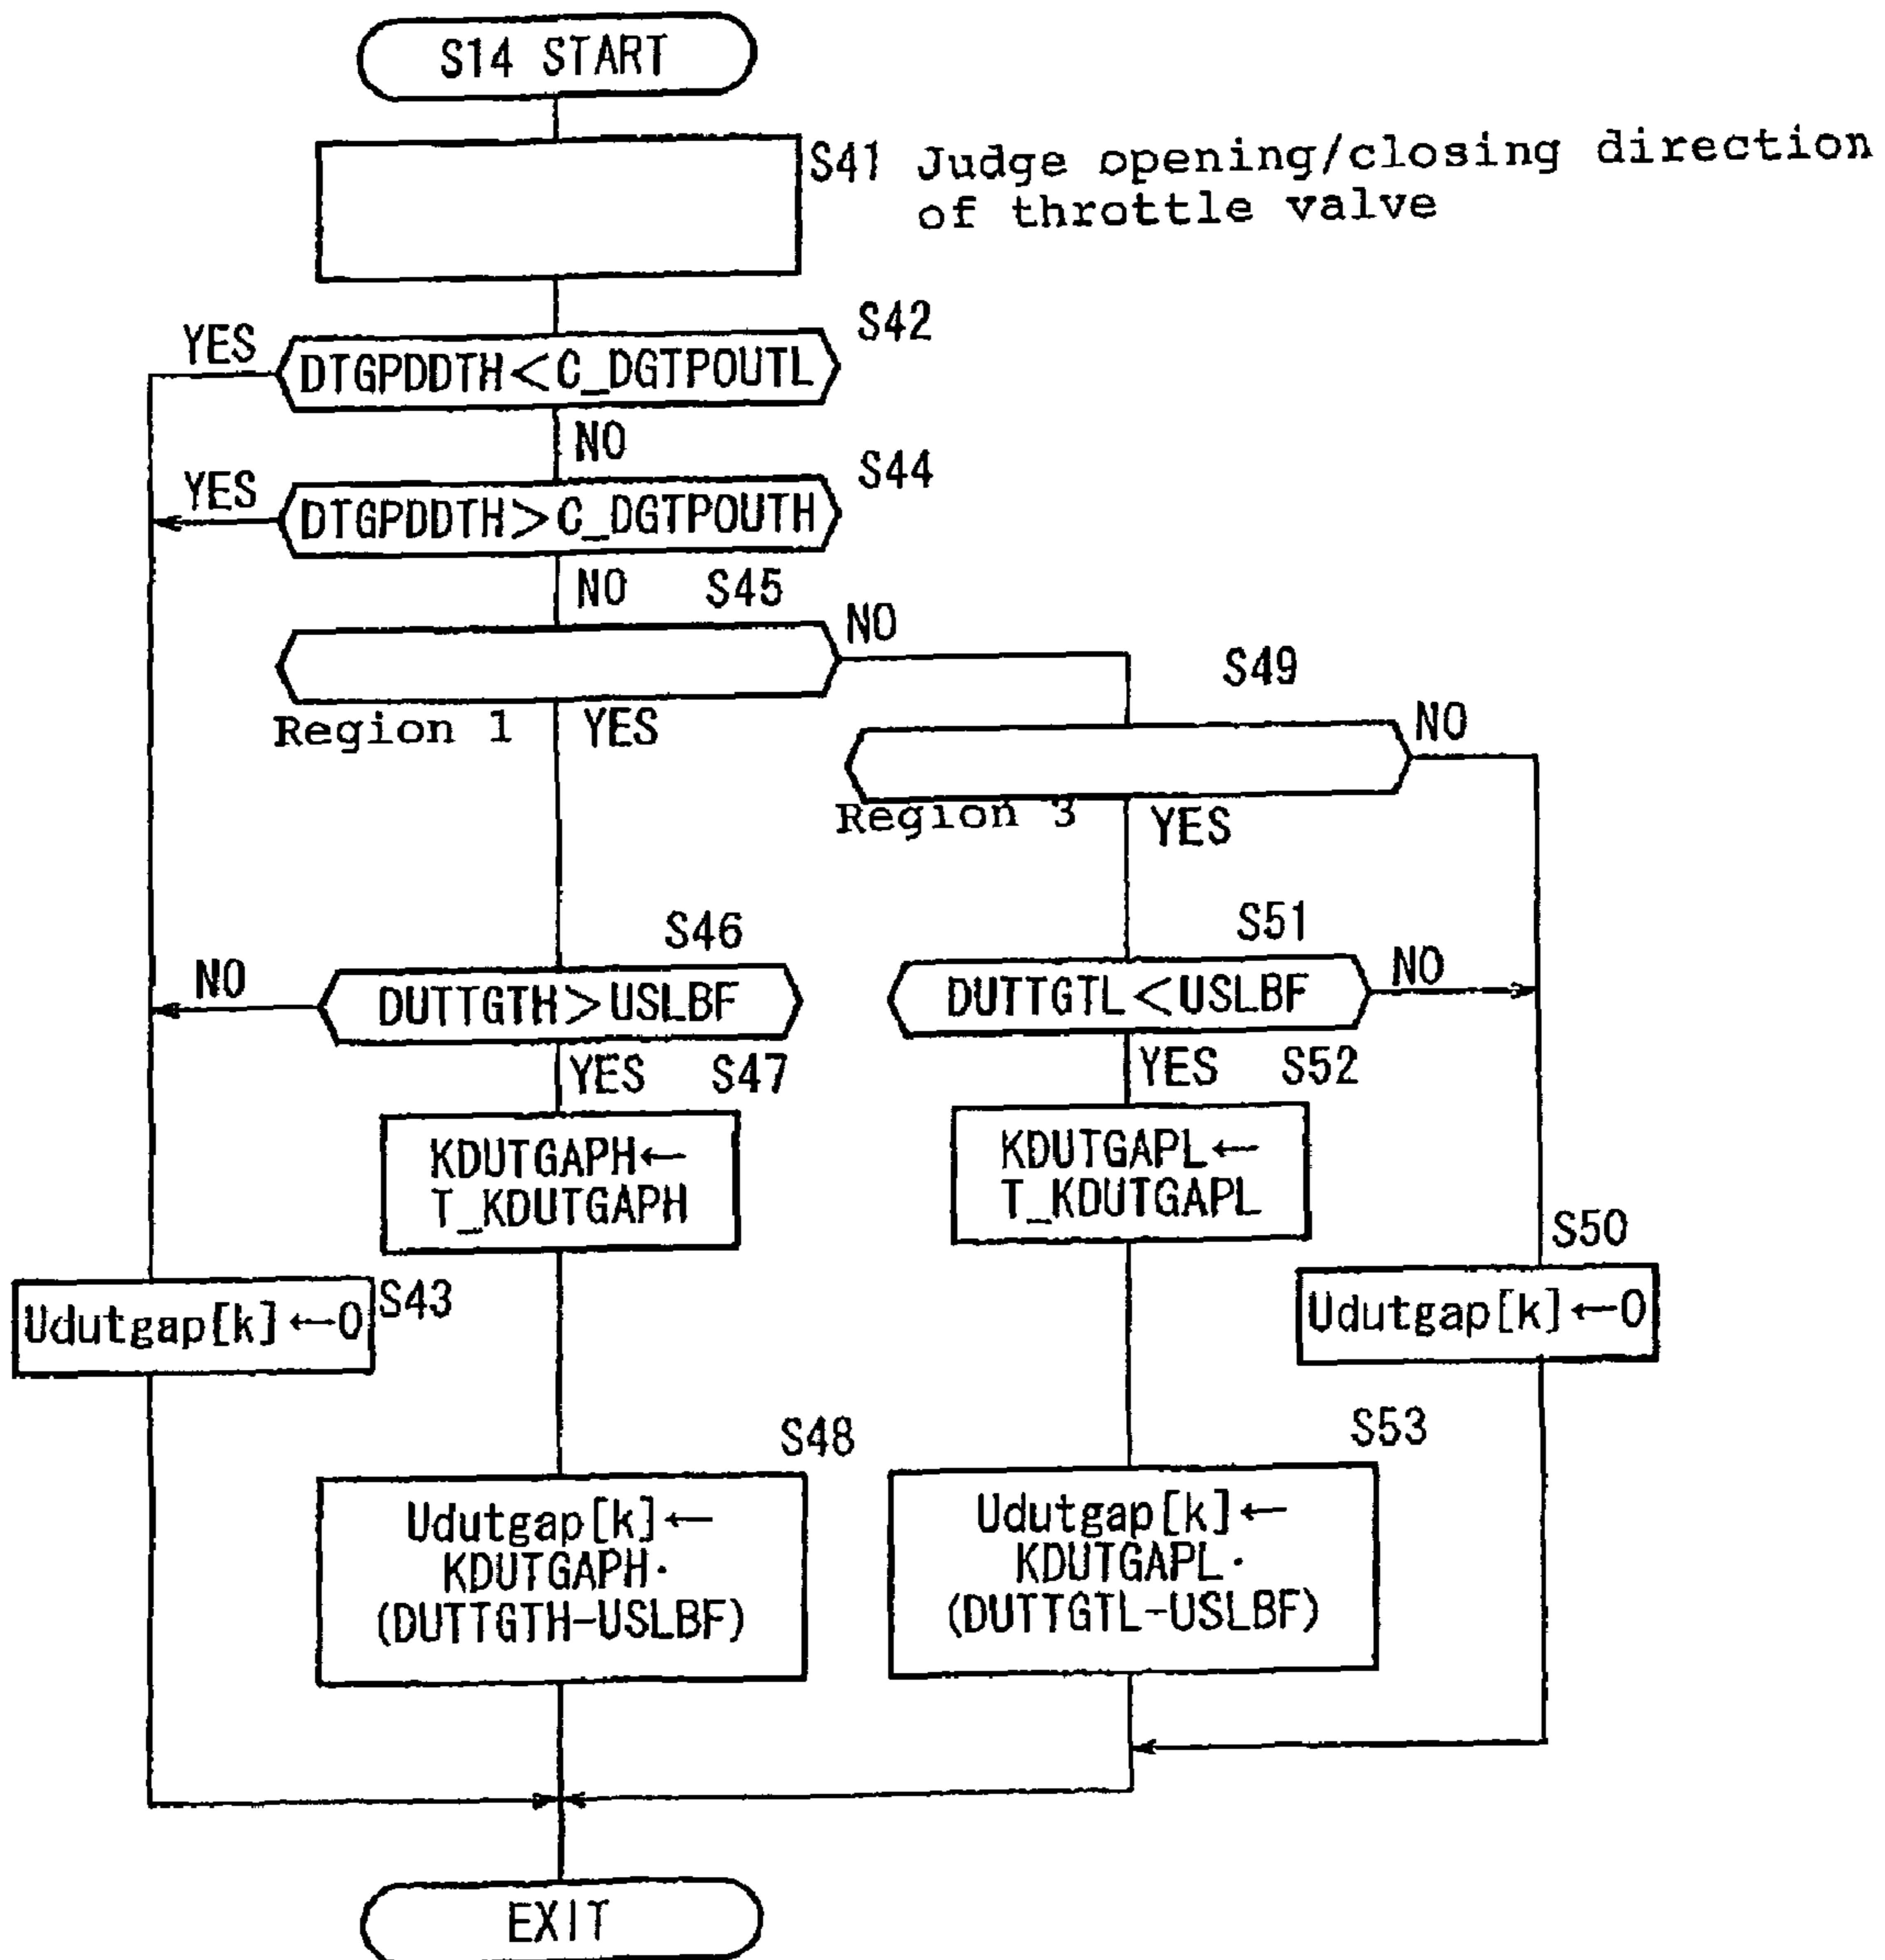 S14 START
S41 Judge opening/closing direction
of throttle valve
S42
YES
DTGPDDTH<C_DGTPOUTL
NO
S44
YES
DTGPDDTH>C_DGTPOUTH
NO
S45
NO
Region 1
YES
S49
NO
Region 3
YES
S46
NO
DUTTGTH>USLBF
YES
S51
DUTTGTL<USLBF
NO
YES
S47
KDUTGAPH←
T_KDUTGAPH
S52
KDUTGAPL←
T_KDUTGAPL
S43
Udutgap[k]←0
S50
Udutgap[k]←0
S48
Udutgap[k]←
KDUTGAPH·
(DUTTGTH-USLBF)
S53
Udutgap[k]←
KDUTGAPL·
(DUTTGTL-USLBF)
EXIT